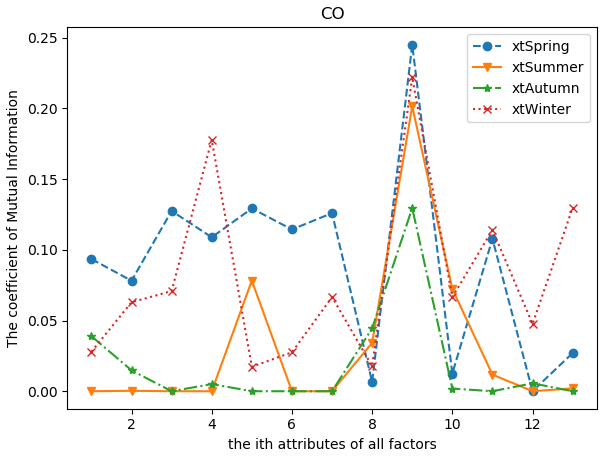 CO
The coefficient of Mutual Information
0.25
0.20
0.15
0.10
0.05
0.00
xtSpring
xtSummer
xtAutumn
xtWinter
2 4 6 8 10 12
the ith attributes of all factors